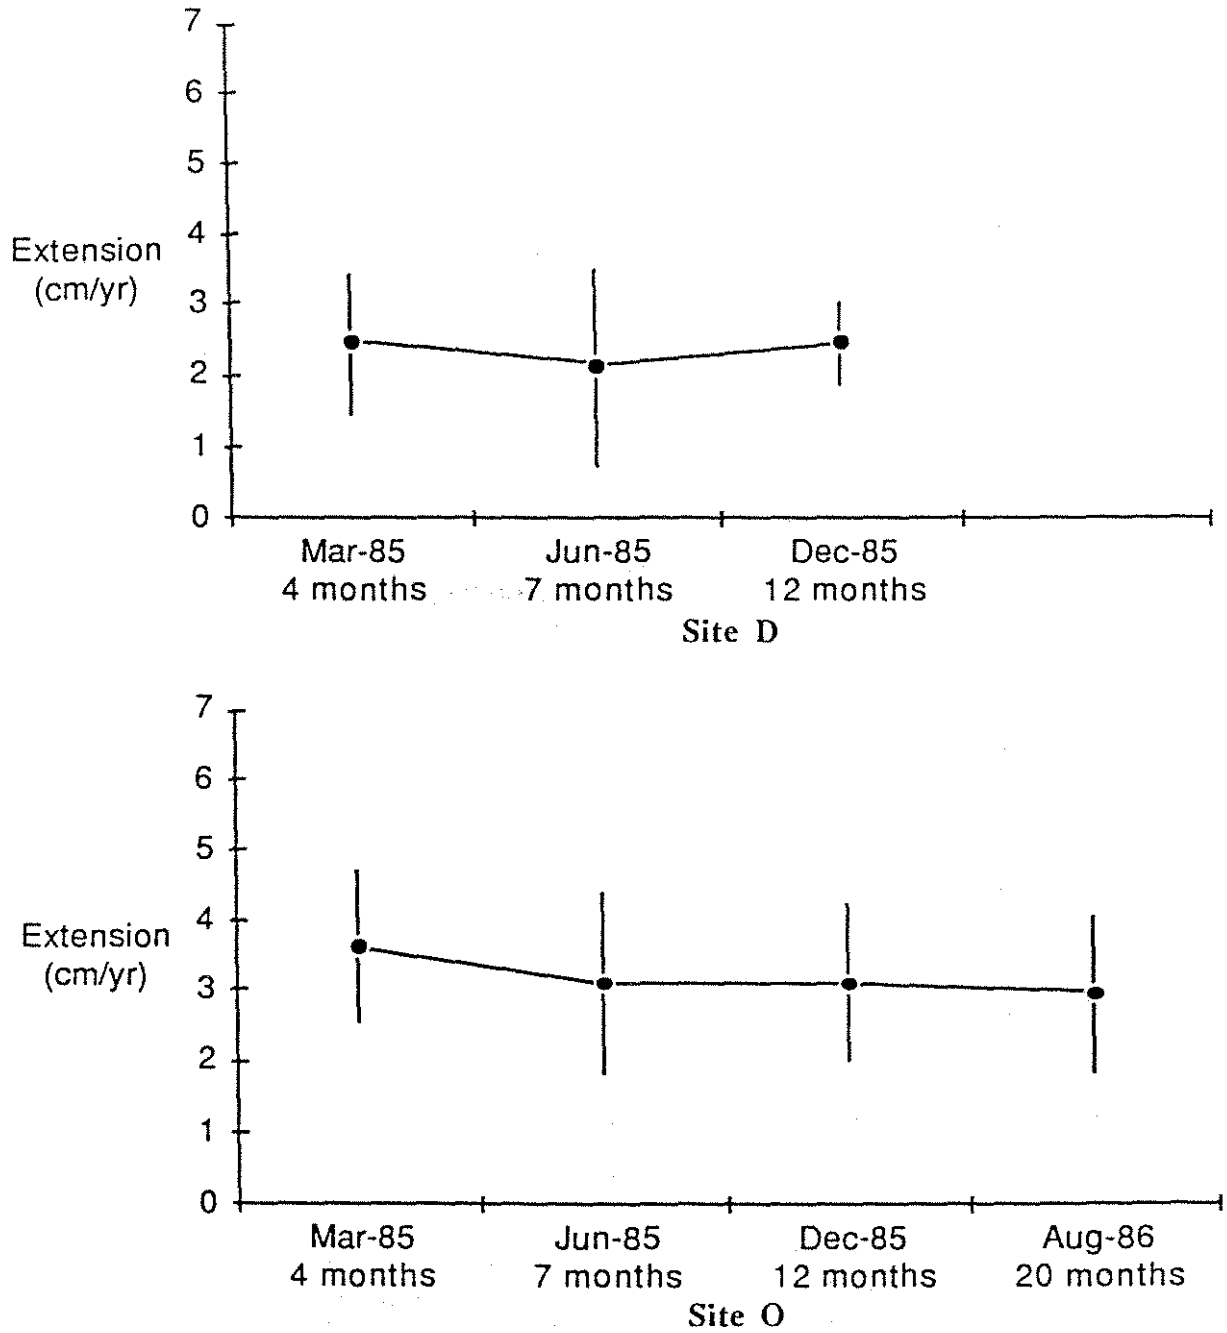 7
6
5
4
Extension
(cm/yr)
3
2
1
0
Mar-85 Jun-85 Dec-85
4 months 7 months 12 months
Site D
7
6
5
4
Extension
(cm/yr)
3
2
1
0
Mar-85 Jun-85 Dec-85 Aug-86
4 months 7 months 12 months 20 months
Site O